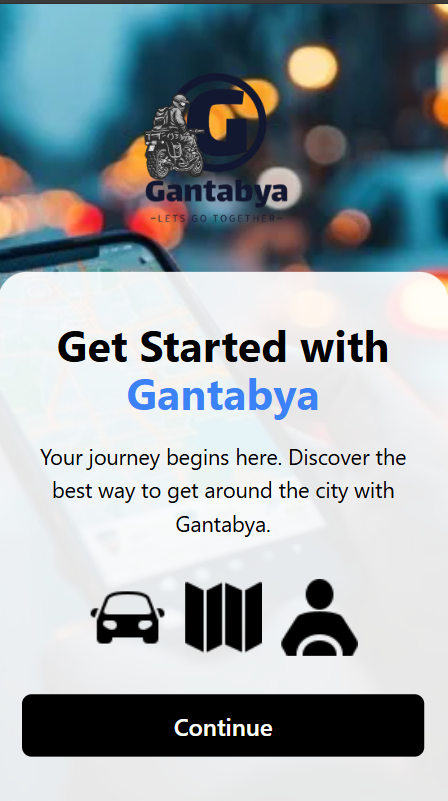 G
Gantabya
~LETS GO TOGETHER~
Get Started with
Gantabya
Your journey begins here. Discover the
best way to get around the city with
Gantabya.
Continue